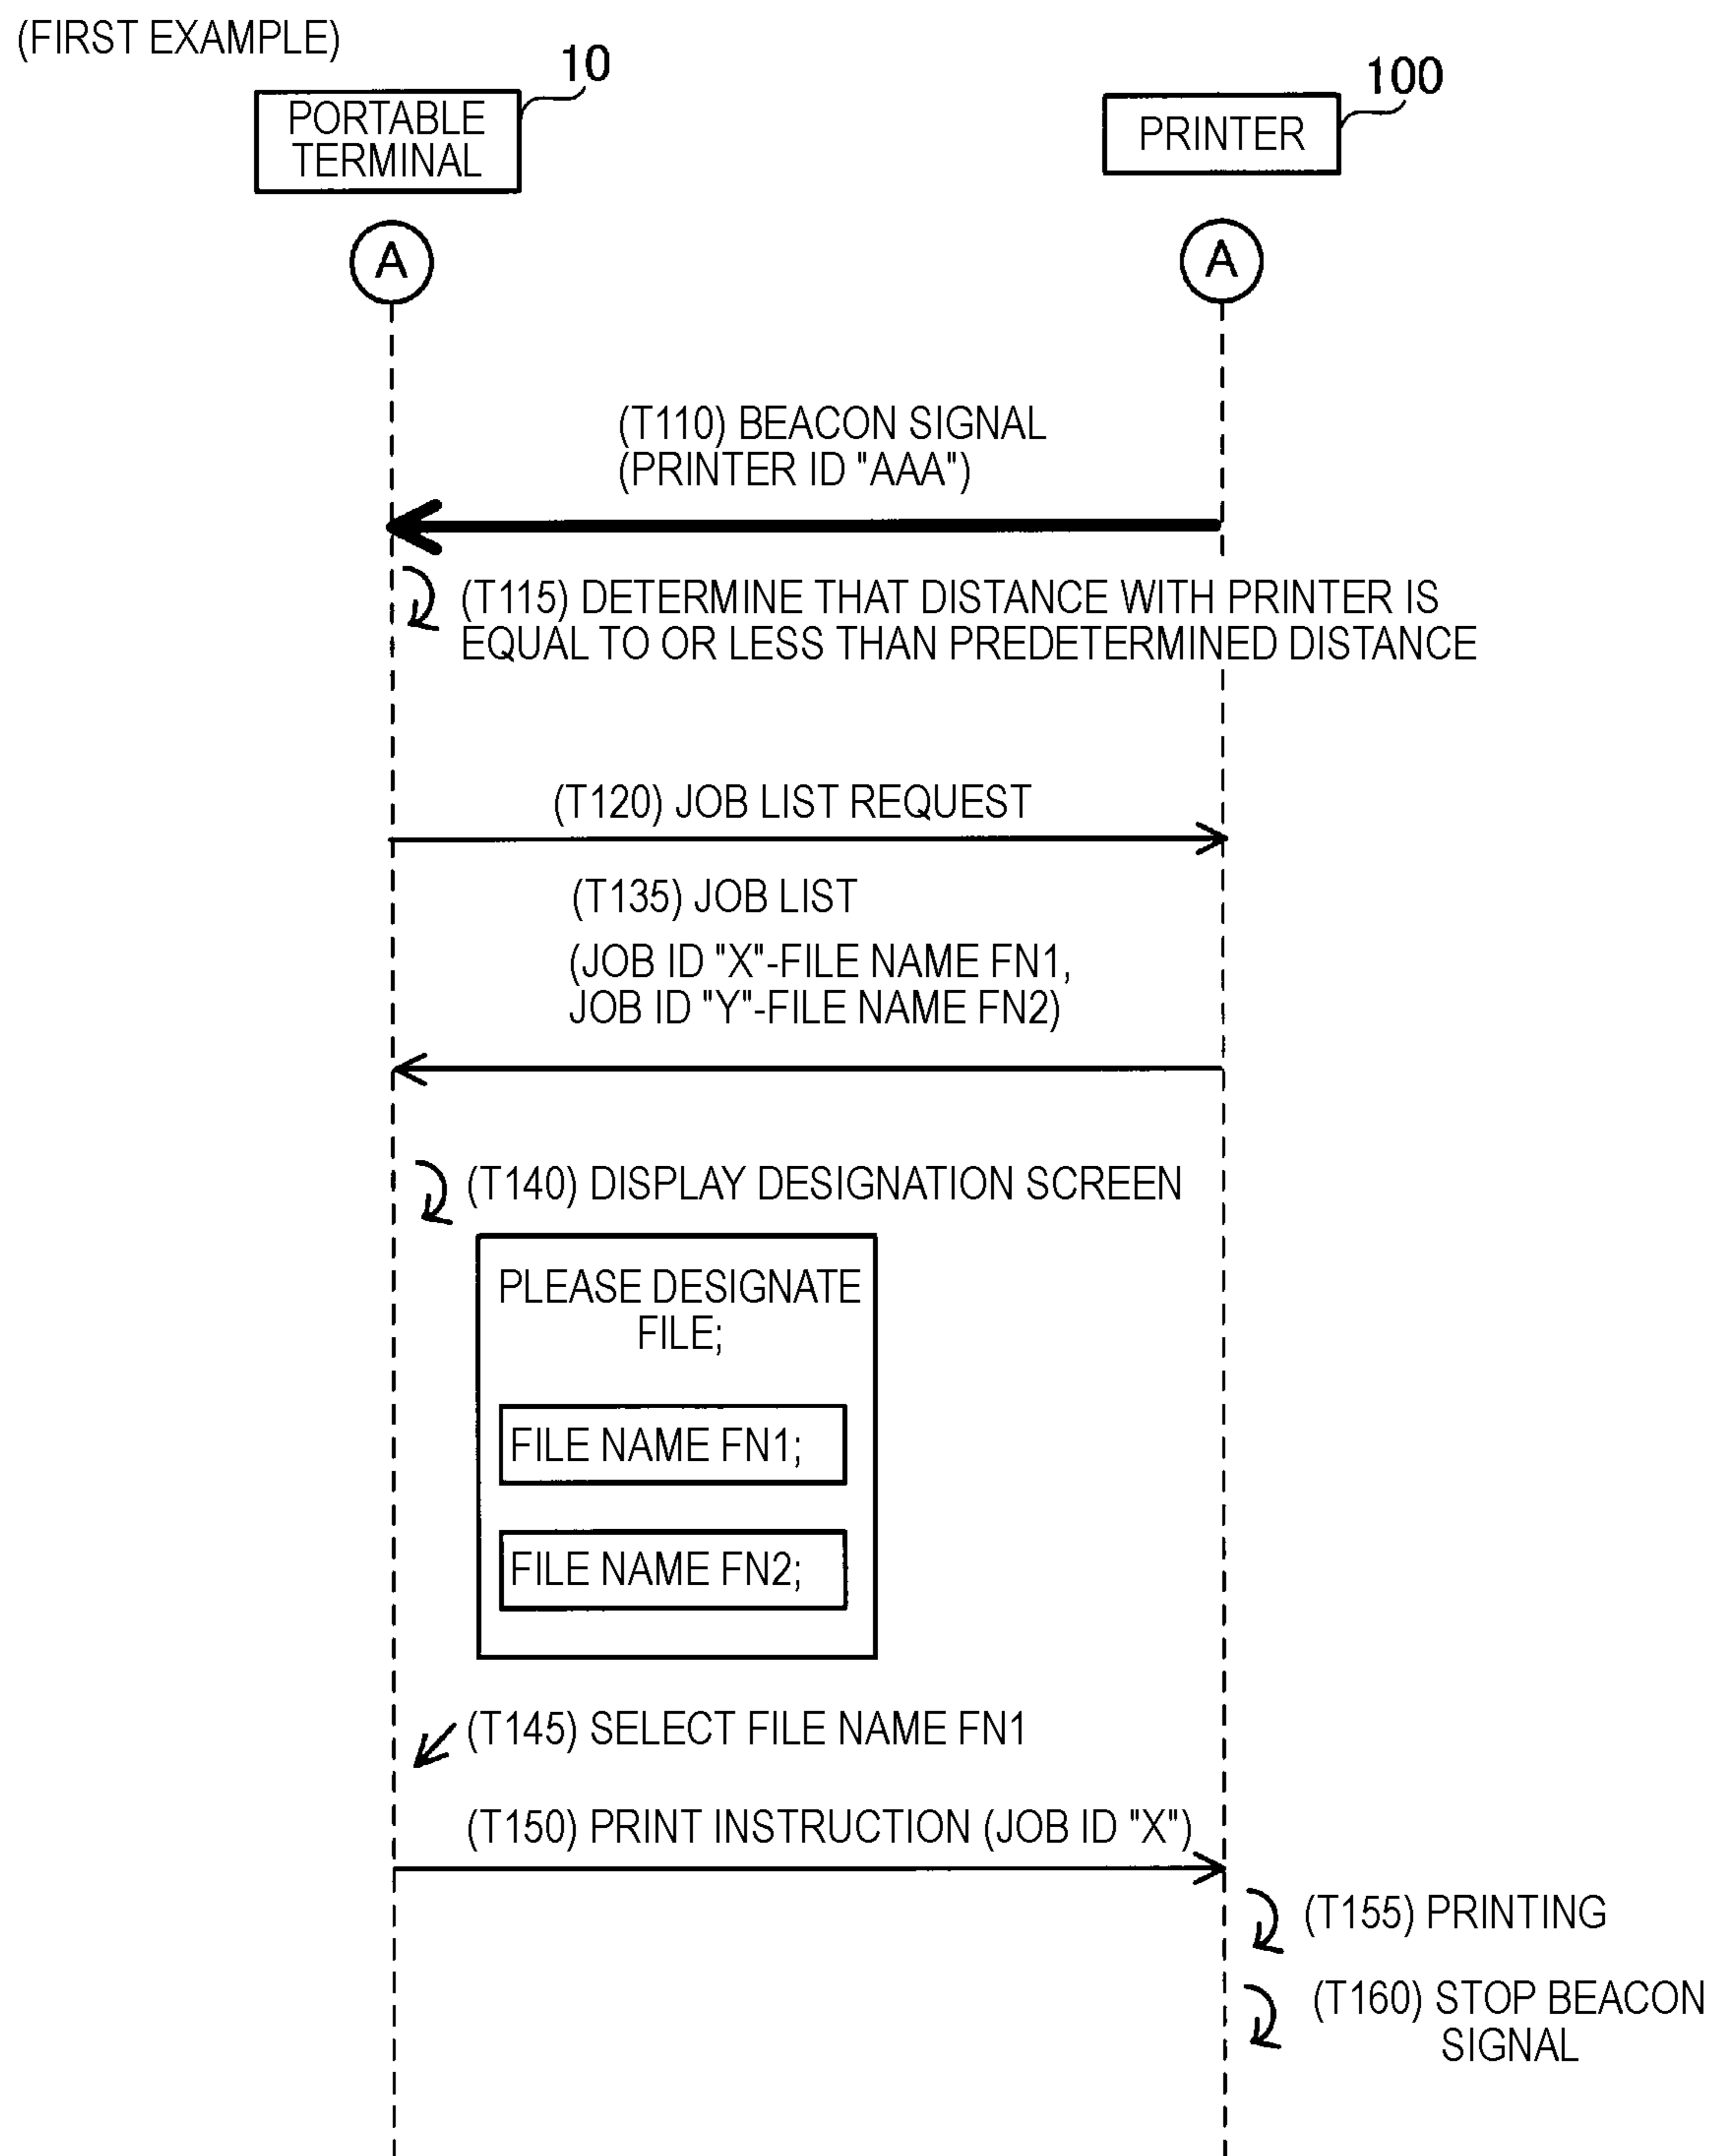 (FIRST EXAMPLE)
10
100
PORTABLE
TERMINAL
PRINTER
A
A
(T110) BEACON SIGNAL
(PRINTER ID "AAA")
(T115) DETERMINE THAT DISTANCE WITH PRINTER IS
EQUAL TO OR LESS THAN PREDETERMINED DISTANCE
(T120) JOB LIST REQUEST
(T135) JOB LIST
(JOB ID "X"-FILE NAME FN1,
JOB ID "Y"-FILE NAME FN2)
(T140) DISPLAY DESIGNATION SCREEN
PLEASE DESIGNATE
FILE;
FILE NAME FN1;
FILE NAME FN2;
(T145) SELECT FILE NAME FN1
(T150) PRINT INSTRUCTION (JOB ID "X")
(T155) PRINTING
(T160) STOP BEACON
SIGNAL